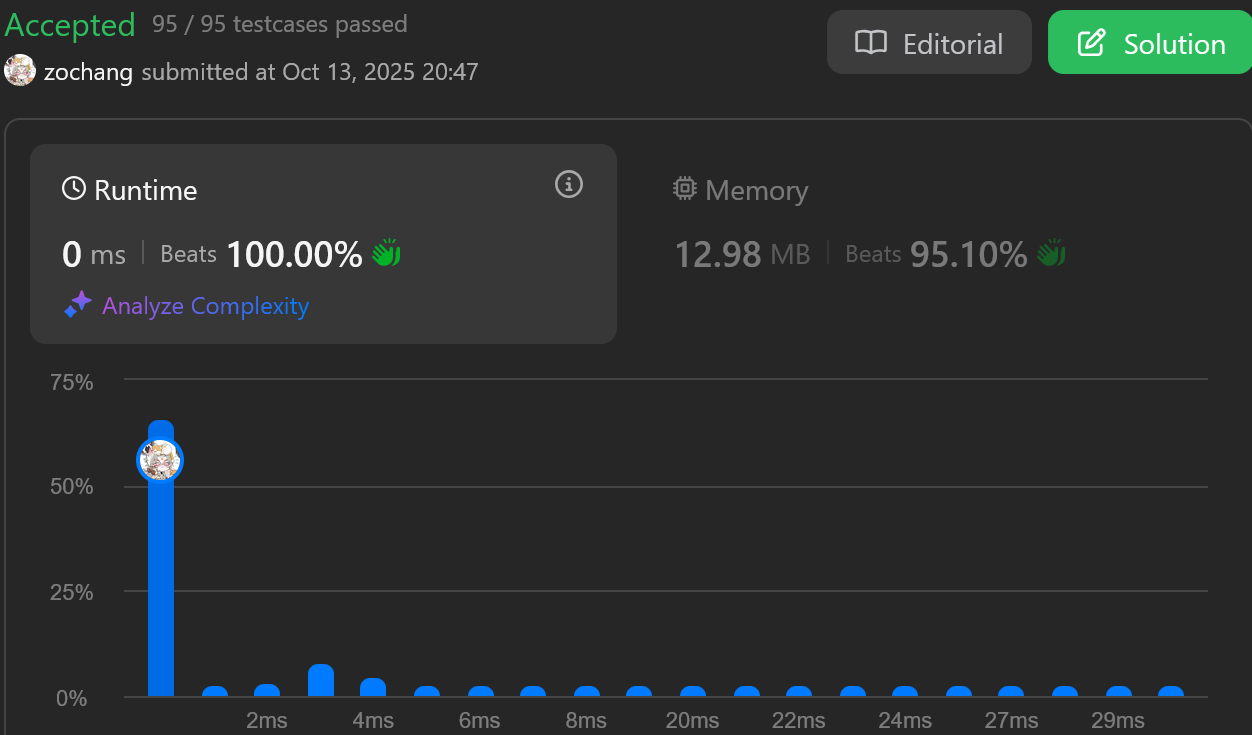 Accepted 95 / 95 testcases passed
zochang submitted at Oct 13, 2025 20:47
Editorial
Solution
Runtime
0 ms | Beats 100.00%
Analyze Complexity
Memory
12.98 MB | Beats 95.10%
75%
50%
25%
0%
2ms 4ms 6ms 8ms 20ms 22ms 24ms 27ms 29ms